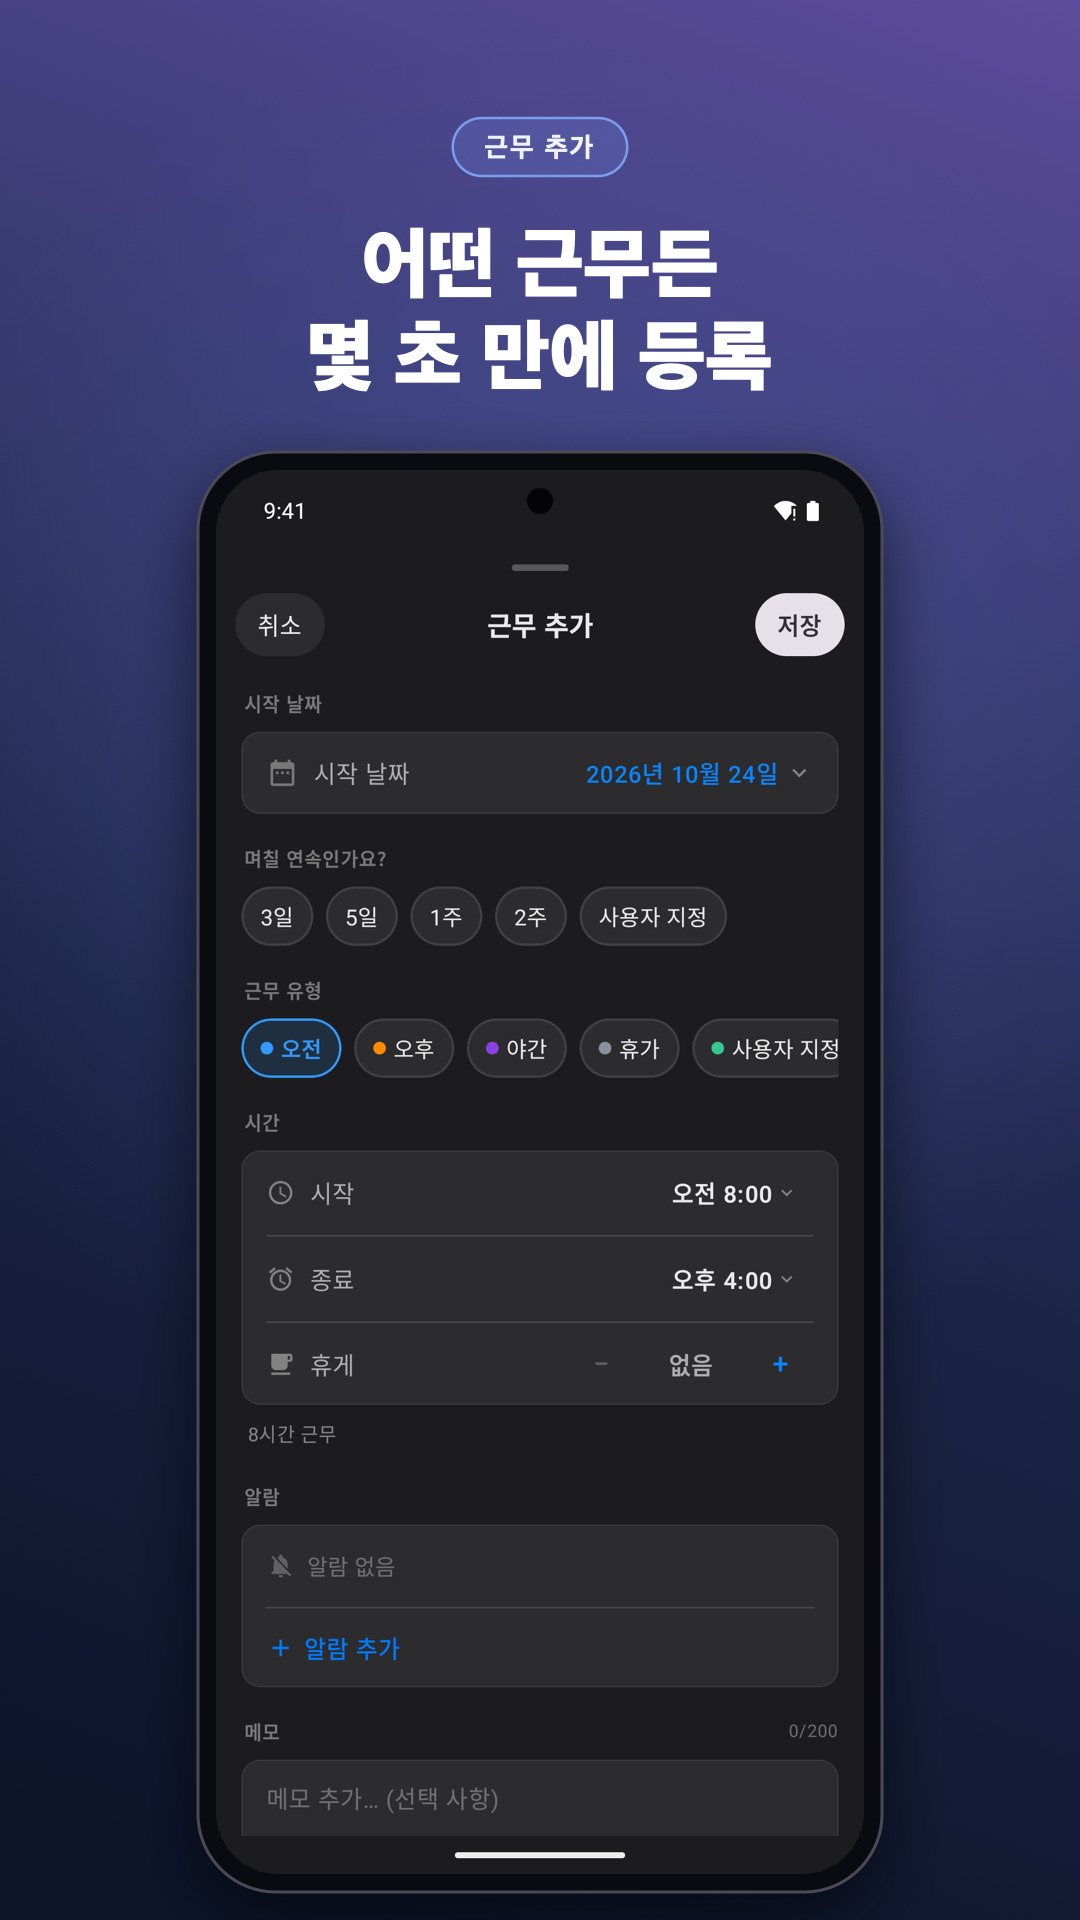 근무 추가
어떤 근무든
몇 초 만에 등록
9:41
취소 근무 추가 저장
시작 날짜
시작 날짜 2026년 10월 24일
며칠 연속인가요?
3일 5일 1주 2주 사용자 지정
근무 유형
오전 오후 야간 휴가 사용자 지정
시간
시작 오전 8:00
종료 오후 4:00
휴게 − 없음 +
8시간 근무
알람
알람 없음
+ 알람 추가
메모 0/200
메모 추가... (선택 사항)